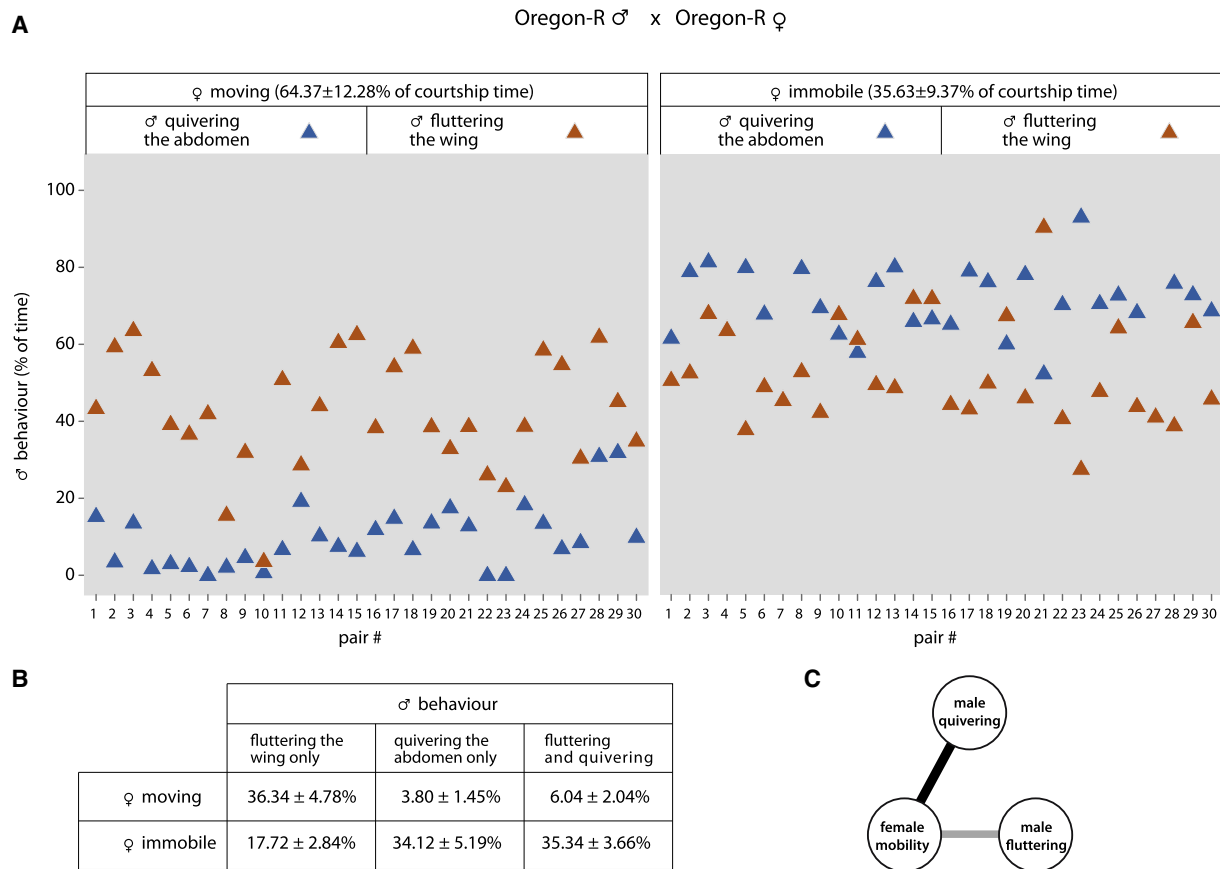 Oregon-R ♂ x Oregon-R ♀
A
♀ moving (64.37±12.28% of courtship time)
♂ quivering
the abdomen
♂ fluttering
the wing
♀ immobile (35.63±9.37% of courtship time)
♂ quivering
the abdomen
♂ fluttering
the wing
♂ behaviour (% of time)
100
80
60
40
20
0
1 2 3 4 5 6 7 8 9 10 11 12 13 14 15 16 17 18 19 20 21 22 23 24 25 26 27 28 29 30
pair #
1 2 3 4 5 6 7 8 9 10 11 12 13 14 15 16 17 18 19 20 21 22 23 24 25 26 27 28 29 30
pair #
B
♂ behaviour
fluttering the
wing only
quivering the
abdomen only
fluttering
and quivering
♀ moving 36.34 ± 4.78% 3.80 ± 1.45% 6.04 ± 2.04%
♀ immobile 17.72 ± 2.84% 34.12 ± 5.19% 35.34 ± 3.66%
C
male
quivering
female
mobility
male
fluttering